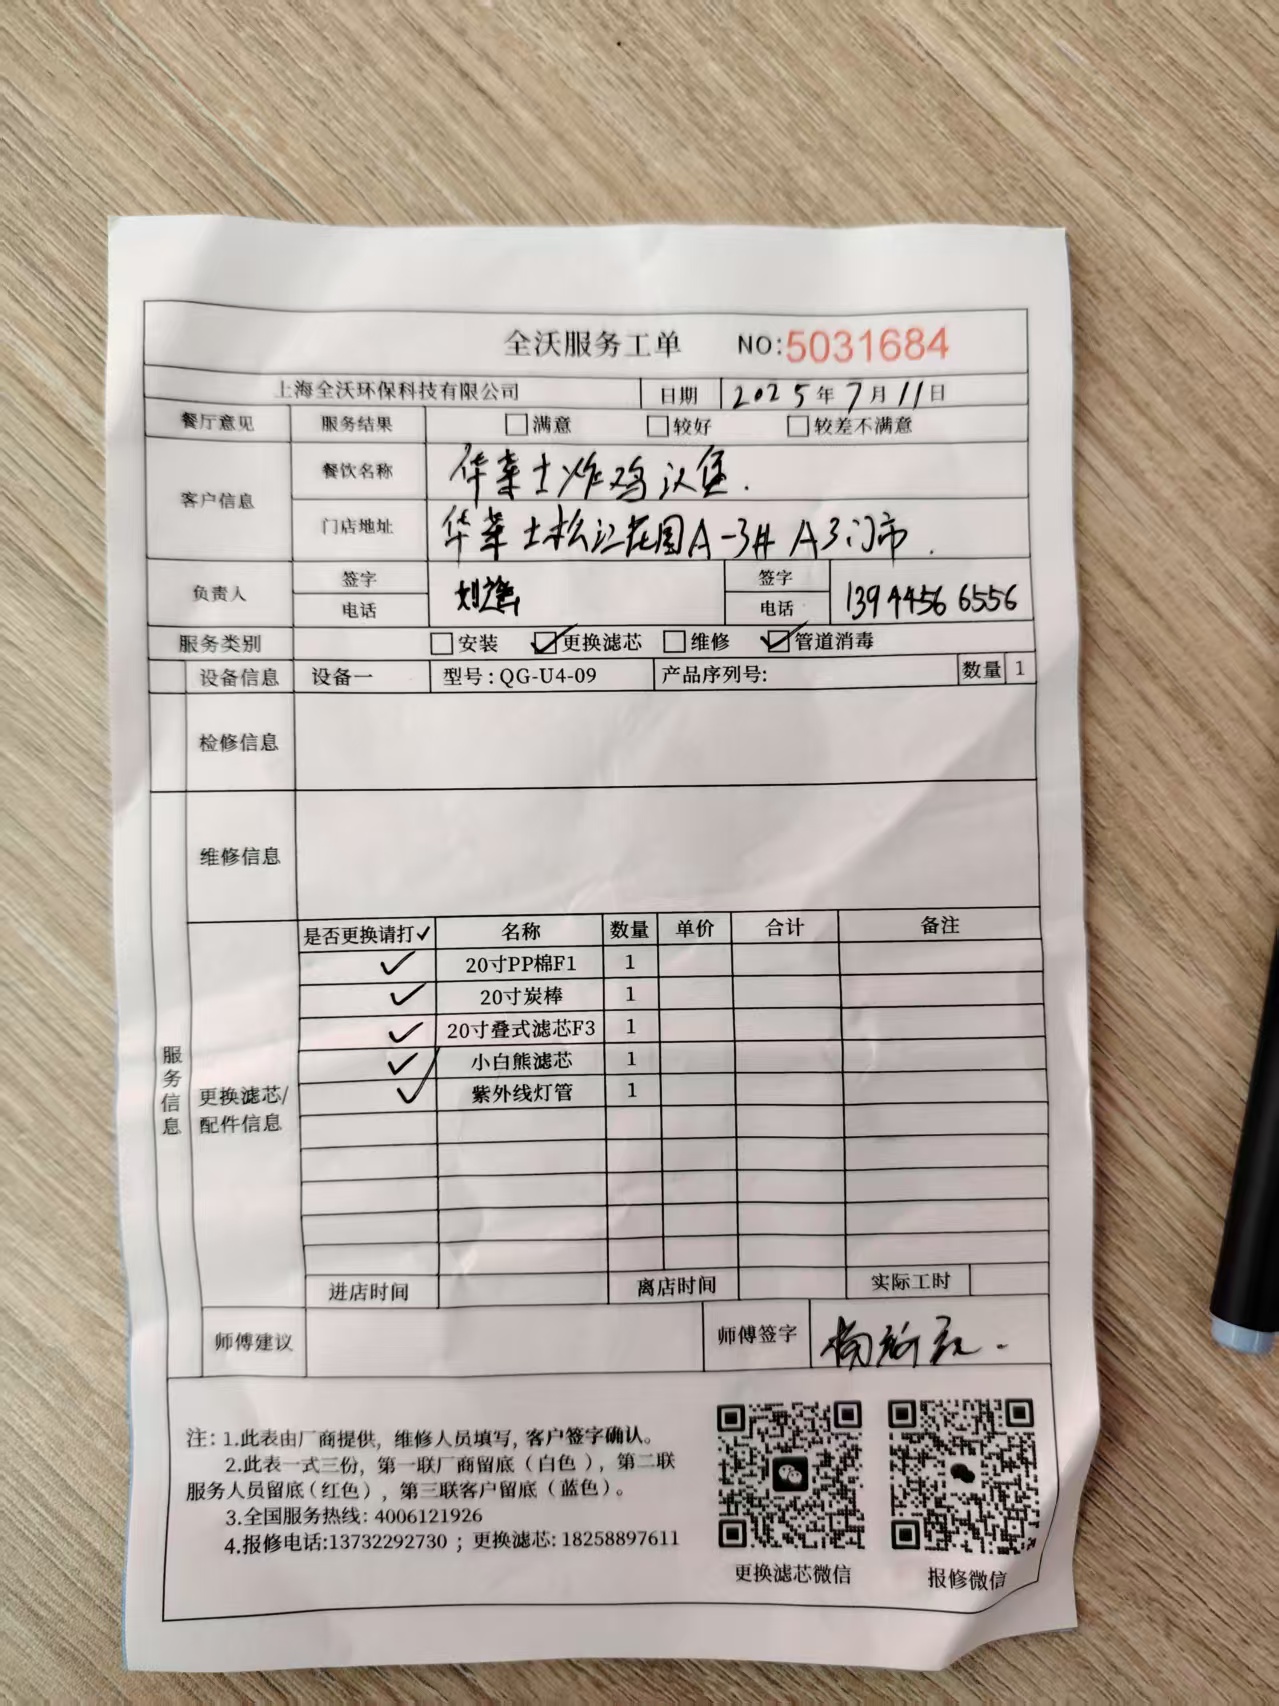 全沃服务工单 NO:5031684
上海全沃环保科技有限公司 日期 2025年7月11日
餐厅意见 服务结果 满意 较好 较差不满意
客户信息 餐饮名称 华莱士炸鸡汉堡.
门店地址 华莱士松江花园A-3# A3门市.
负责人 签字 电话 刘 签字 电话 13944566556
服务类别 安装 更换滤芯 维修 管道消毒
设备信息 设备一 型号:QG-U4-09 产品序列号: 数量 1
检修信息
维修信息
服务信息
更换滤芯/配件信息
是否更换请打✓ 名称 数量 单价 合计 备注
✓ 20寸PP棉F1 1
✓ 20寸炭棒 1
✓ 20寸叠式滤芯F3 1
✓ 小白熊滤芯 1
✓ 紫外线灯管 1
进店时间 离店时间 实际工时
师傅建议 师傅签字
注:1.此表由厂商提供,维修人员填写,客户签字确认。
2.此表一式三份,第一联厂商留底(白色),第二联
服务人员留底(红色),第三联客户留底(蓝色)。
3.全国服务热线:4006121926
4.报修电话:13732292730;更换滤芯:18258897611
更换滤芯微信 报修微信